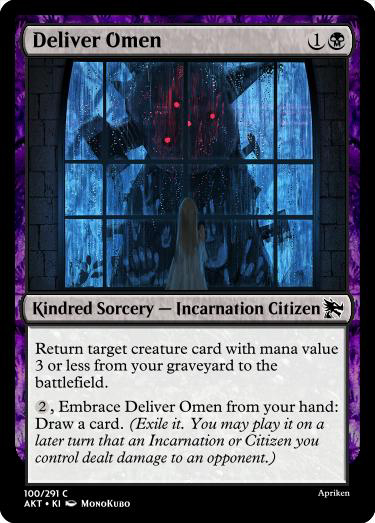 Deliver Omen 1
Kindred Sorcery — Incarnation Citizen
Return target creature card with mana value
3 or less from your graveyard to the
battlefield.
2, Embrace Deliver Omen from your hand:
Draw a card. (Exile it. You may play it on a
later turn that an Incarnation or Citizen you
control dealt damage to an opponent.)
100/291 C Apriken
AKT • KI MonoKubo